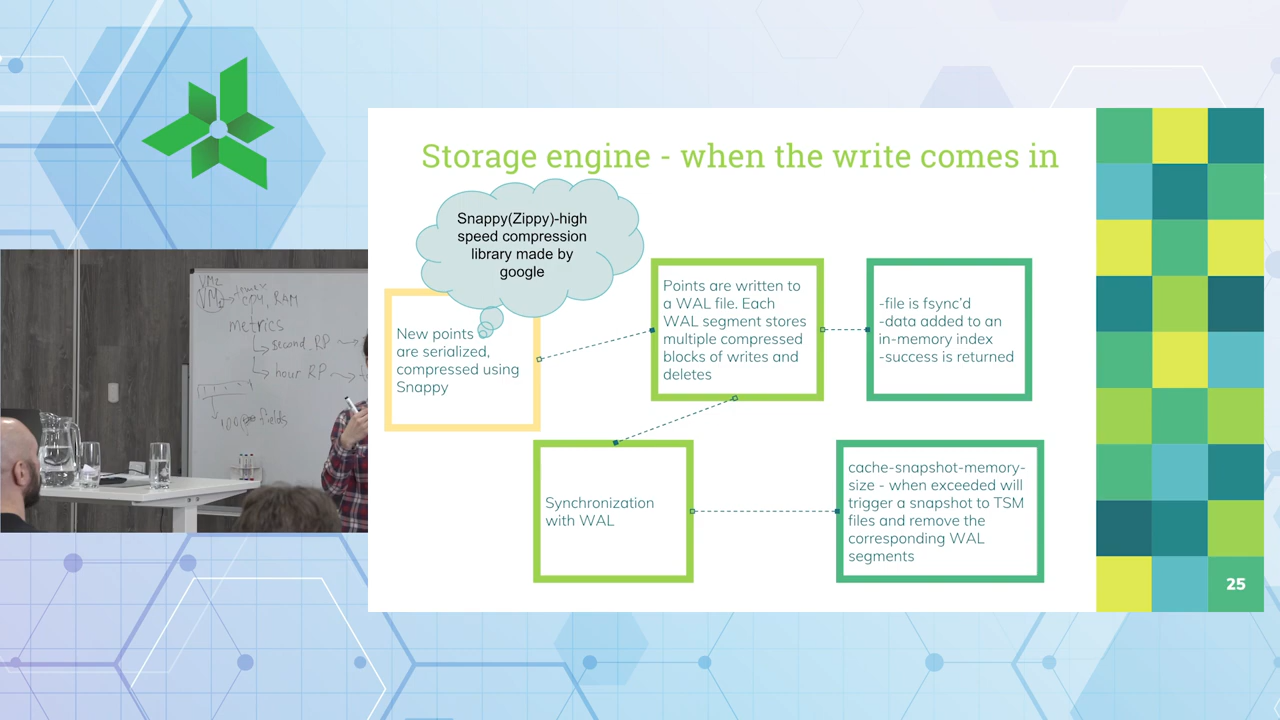 Storage engine - when the write comes in
Snappy(Zippy)-high
speed compression
library made by
google
New points
are serialized,
compressed using
Snappy
Points are written to
a WAL file. Each
WAL segment stores
multiple compressed
blocks of writes and
deletes
-file is fsync’d
-data added to an
in-memory index
-success is returned
Synchronization
with WAL
cache-snapshot-memory-
size - when exceeded will
trigger a snapshot to TSM
files and remove the
corresponding WAL
segments
25
VM2
VM
CPU, RAM
metrics
second RP
hour RP
fields